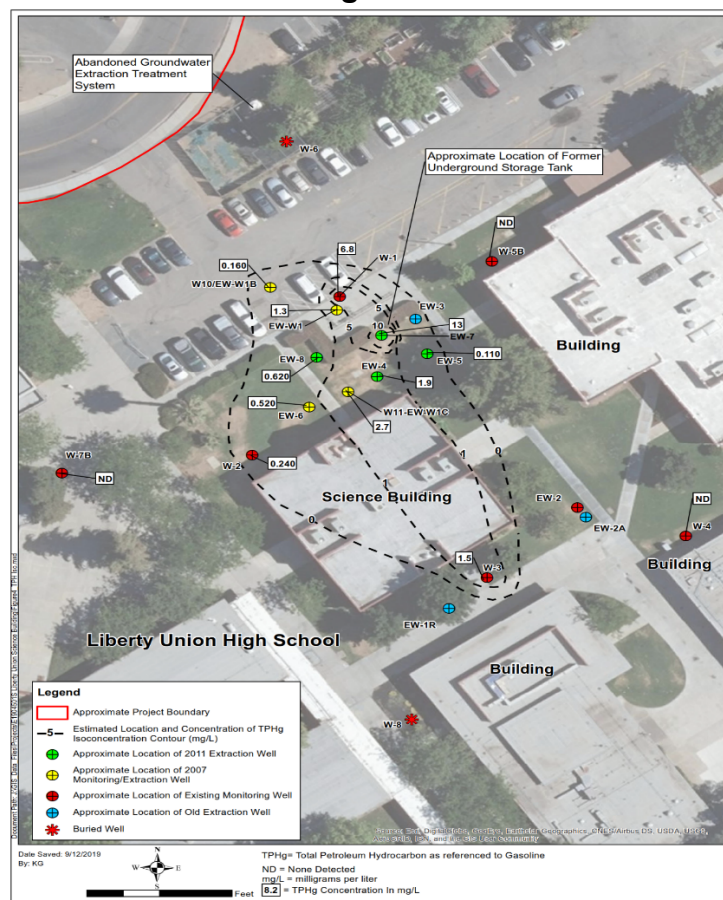 Abandoned Groundwater
Extraction Treatment
System
W-6
Approximate Location of Former
Underground Storage Tank
ND
W-5B
6.8
W-1
0.160
W10/EW-W1B
1.3
EW-W1
5
5
10
EW-3
13
EW-7
Building
EW-8
0.620
EW-4
EW-5
0.110
1.9
0.520
EW-6
W11-EW-W1C
2.7
W-7B
ND
W-2
0.240
1
1
0
0
Science Building
EW-2
EW-2A
ND
W-4
Building
1.5
W-3
EW-1R
Liberty Union High School
Building
W-8
Legend
Approximate Project Boundary
—5— Estimated Location and Concentration of TPHg
Isoconcentration Contour (mg/L)
Approximate Location of 2011 Extraction Well
Approximate Location of 2007
Monitoring/Extraction Well
Approximate Location of Existing Monitoring Well
Approximate Location of Old Extraction Well
Buried Well
Date Saved: 9/12/2019
By: KG
N
W
E
S
Feet
TPHg= Total Petroleum Hydrocarbon as referenced to Gasoline
ND = None Detected
mg/L = milligrams per liter
8.2 = TPHg Concentration In mg/L